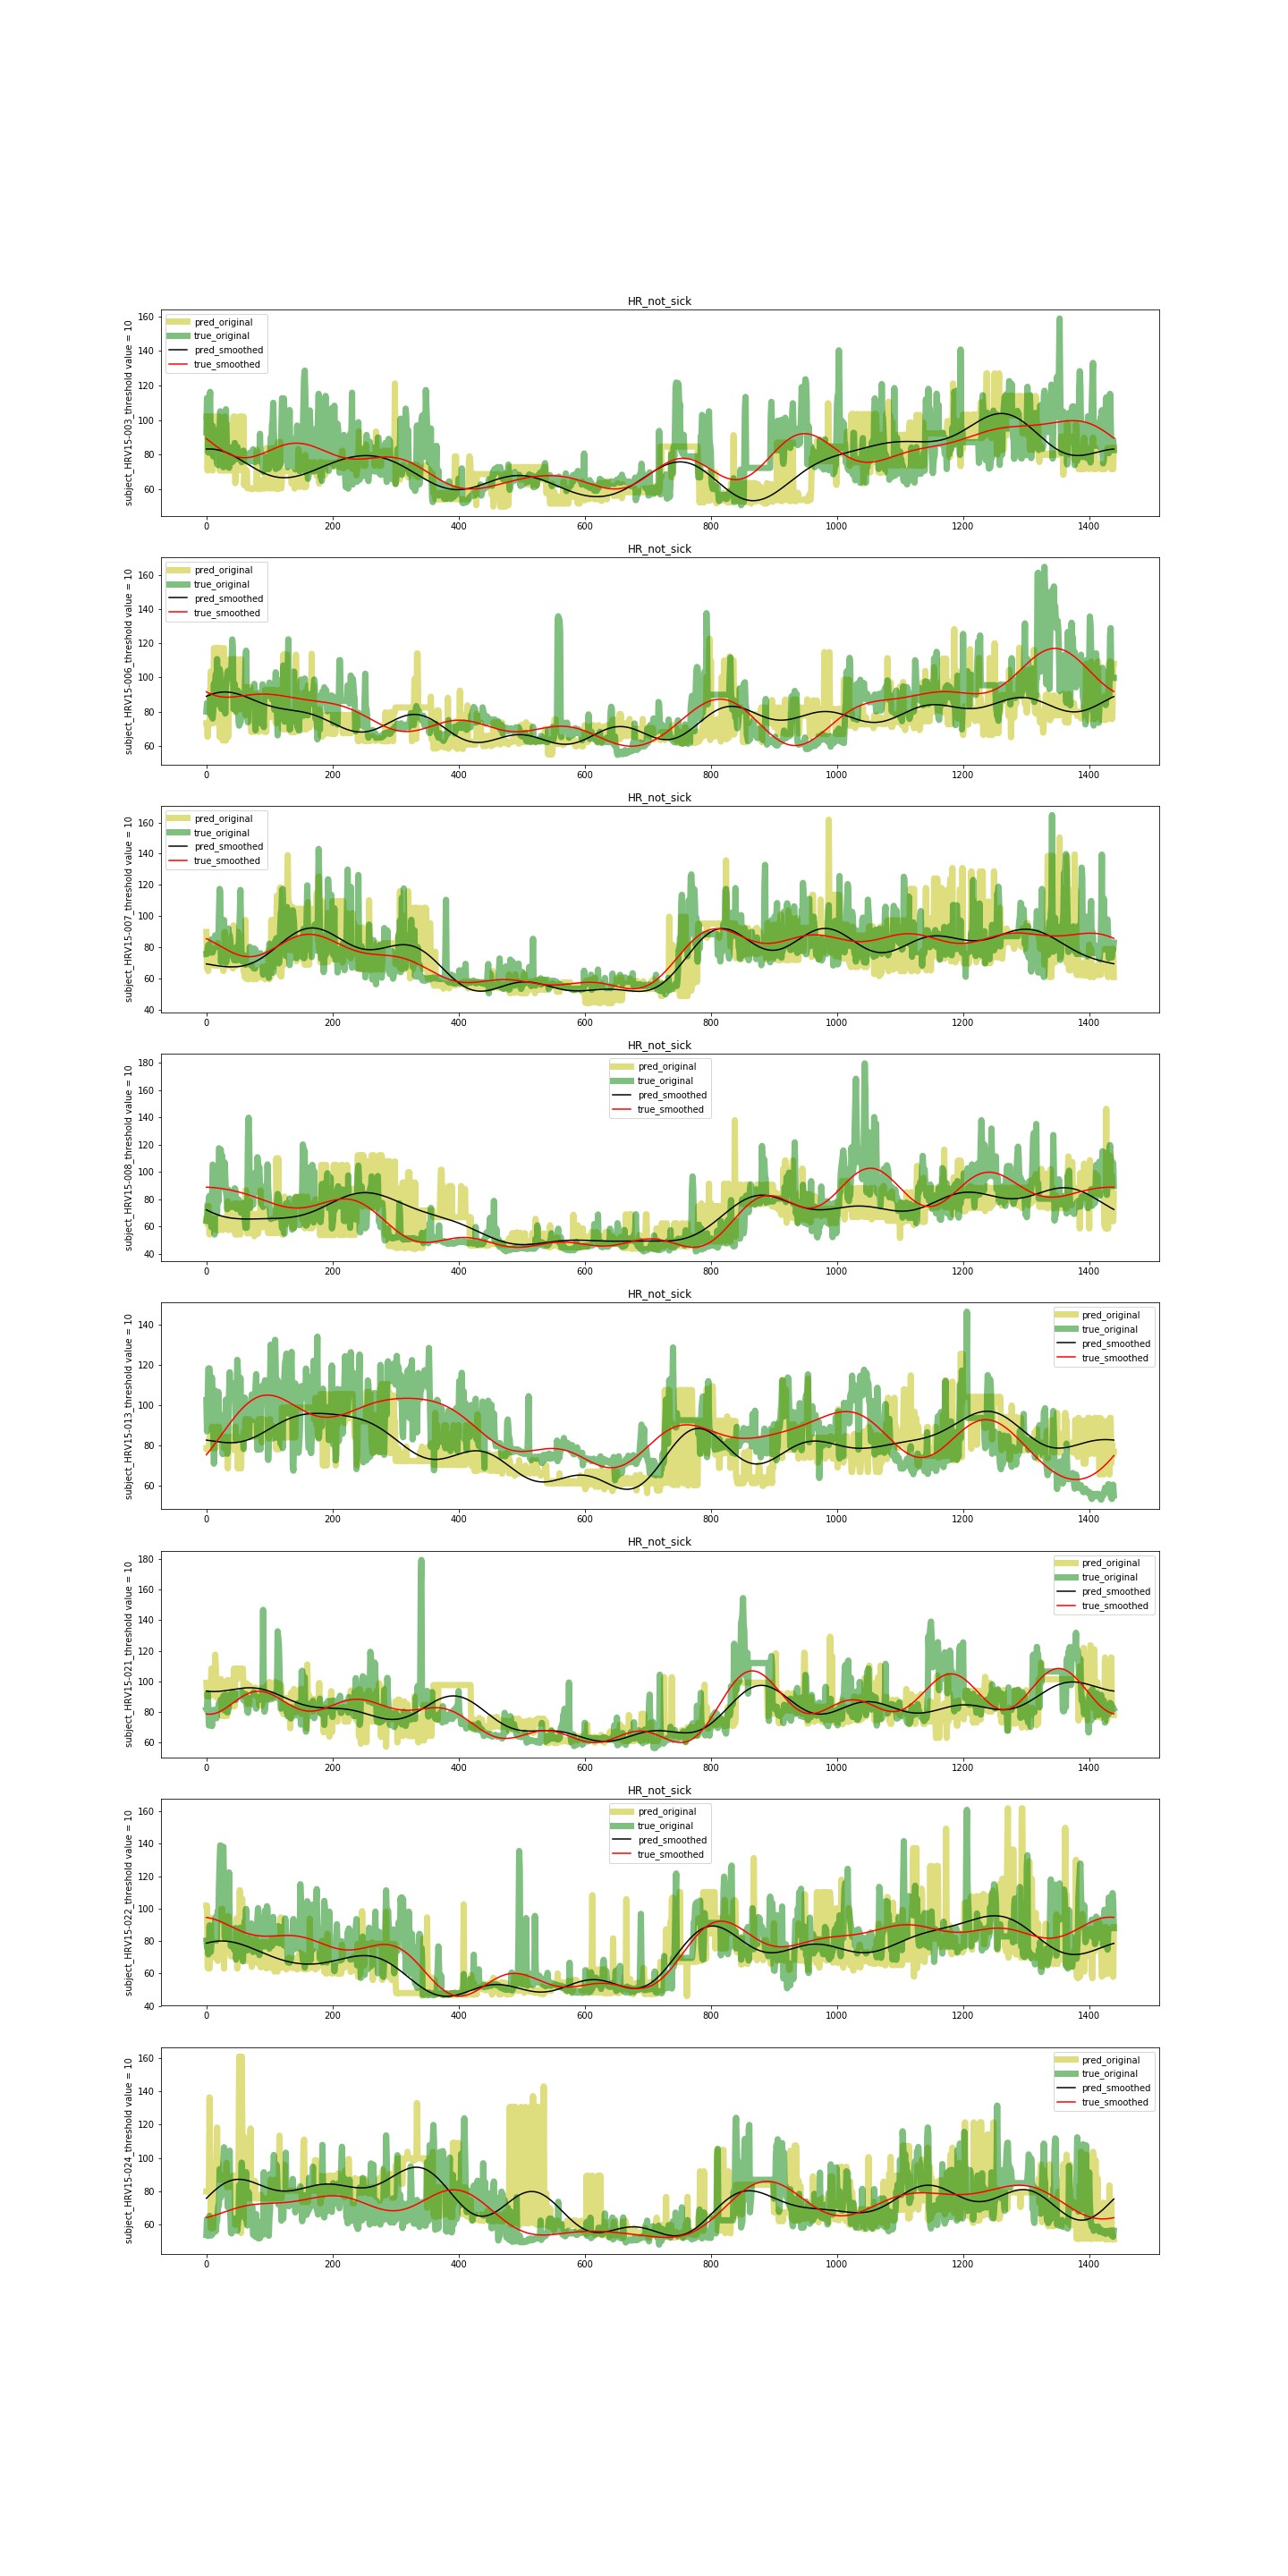 HR_not_sick
subject_HRV15-003_threshold value = 10
160
140
120
100
80
60
pred_original
true_original
pred_smoothed
true_smoothed
0 200 400 600 800 1000 1200 1400
HR_not_sick
subject_HRV15-006_threshold value = 10
160
140
120
100
80
60
pred_original
true_original
pred_smoothed
true_smoothed
0 200 400 600 800 1000 1200 1400
HR_not_sick
subject_HRV15-007_threshold value = 10
160
140
120
100
80
60
40
pred_original
true_original
pred_smoothed
true_smoothed
0 200 400 600 800 1000 1200 1400
HR_not_sick
subject_HRV15-008_threshold value = 10
180
160
140
120
100
80
60
40
pred_original
true_original
pred_smoothed
true_smoothed
0 200 400 600 800 1000 1200 1400
HR_not_sick
subject_HRV15-013_threshold value = 10
140
120
100
80
60
pred_original
true_original
pred_smoothed
true_smoothed
0 200 400 600 800 1000 1200 1400
HR_not_sick
subject_HRV15-021_threshold value = 10
180
160
140
120
100
80
60
pred_original
true_original
pred_smoothed
true_smoothed
0 200 400 600 800 1000 1200 1400
HR_not_sick
subject_HRV15-022_threshold value = 10
160
140
120
100
80
60
40
pred_original
true_original
pred_smoothed
true_smoothed
0 200 400 600 800 1000 1200 1400
subject_HRV15-024_threshold value = 10
160
140
120
100
80
60
pred_original
true_original
pred_smoothed
true_smoothed
0 200 400 600 800 1000 1200 1400